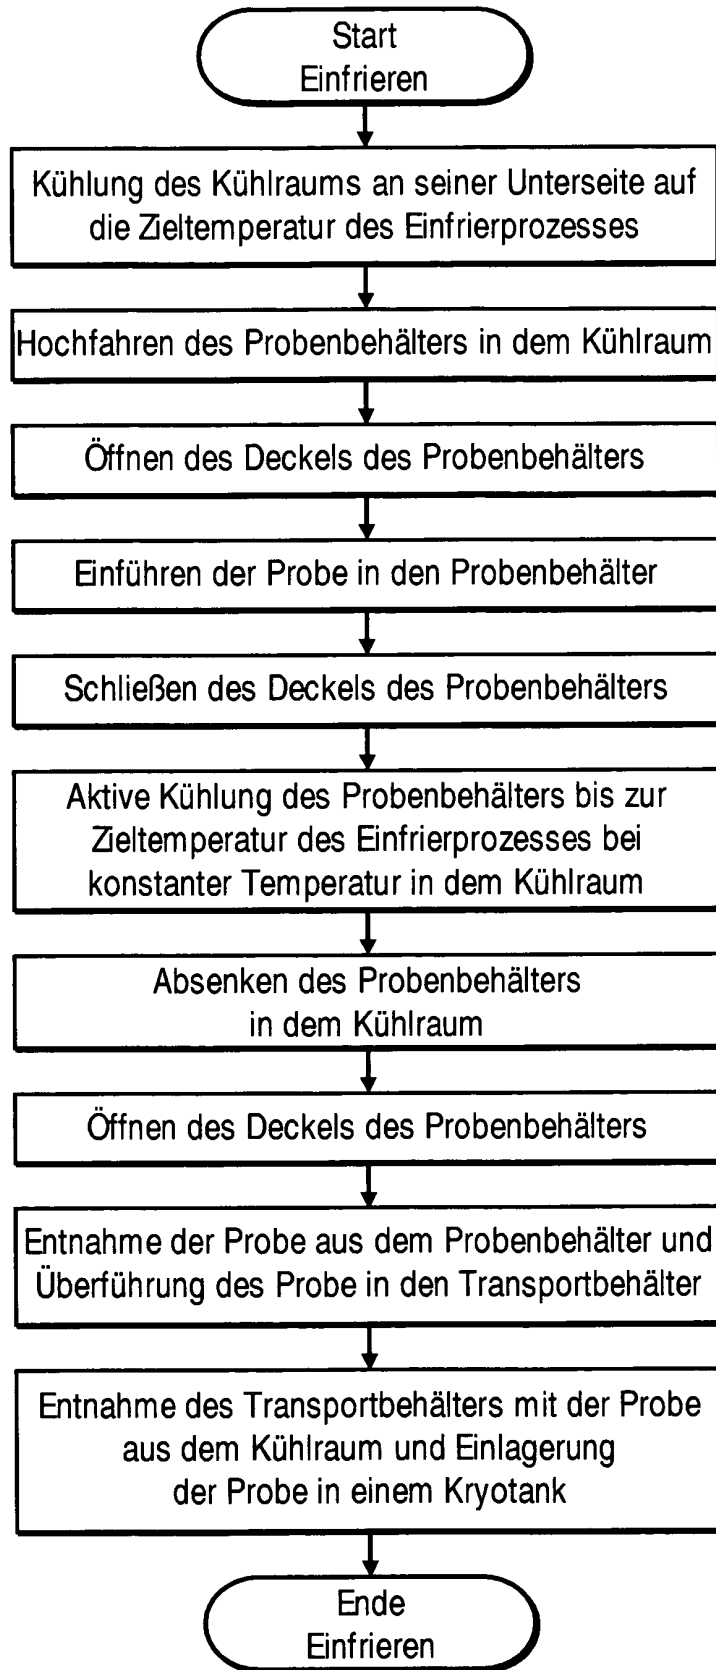 Start
Einfrieren
Kühlung des Kühlraums an seiner Unterseite auf
die Zieltemperatur des Einfrierprozesses
Hochfahren des Probenbehälters in dem Kühlraum
Öffnen des Deckels des Probenbehälters
Einführen der Probe in den Probenbehälter
Schließen des Deckels des Probenbehälters
Aktive Kühlung des Probenbehälters bis zur
Zieltemperatur des Einfrierprozesses bei
konstanter Temperatur in dem Kühlraum
Absenken des Probenbehälters
in dem Kühlraum
Öffnen des Deckels des Probenbehälters
Entnahme der Probe aus dem Probenbehälter und
Überführung des Probe in den Transportbehälter
Entnahme des Transportbehälters mit der Probe
aus dem Kühlraum und Einlagerung
der Probe in einem Kryotank
Ende
Einfrieren